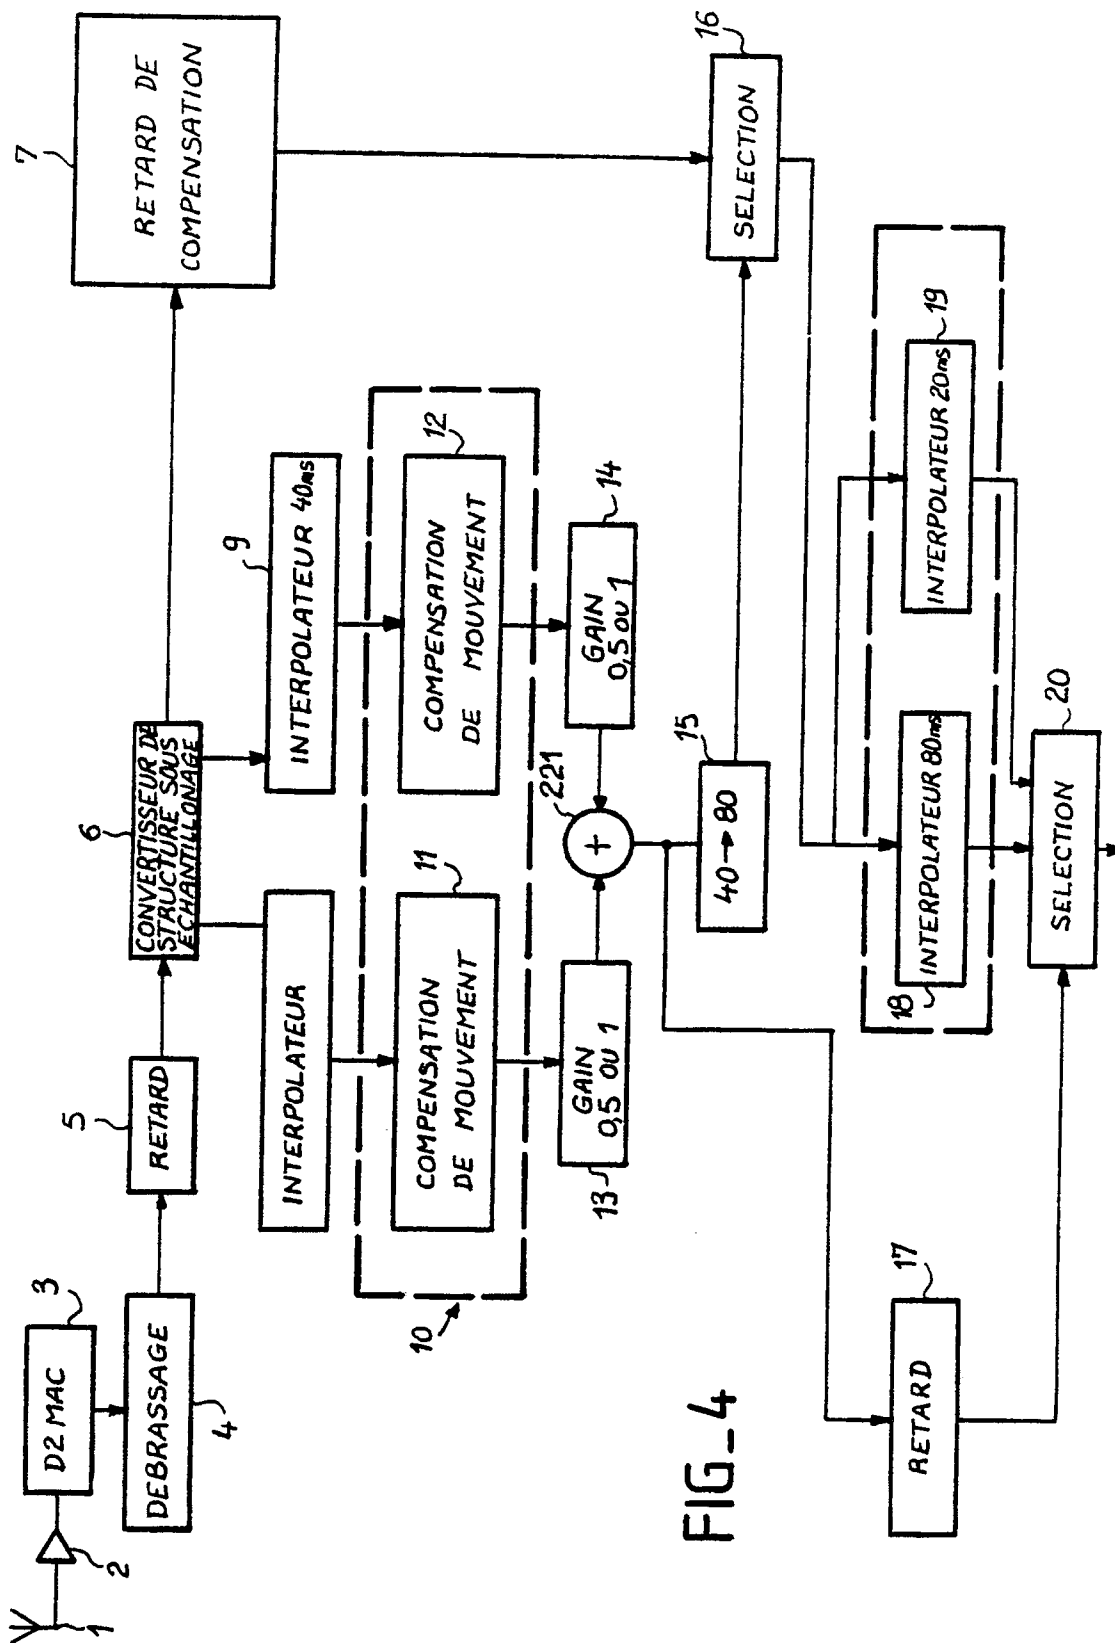 1
2
3
D2 MAC
DEBRASSAGE
4
5
RETARD
6
CONVERTISSEUR DE
STRUCTURE SOUS
ECHANTILLONAGE
7
RETARD DE
COMPENSATION
INTERPOLATEUR
9
INTERPOLATEUR 40ms
10
11
COMPENSATION
DE MOUVEMENT
12
COMPENSATION
DE MOUVEMENT
13
GAIN
0,5 OU 1
221
+
14
GAIN
0,5 OU 1
15
40→80
16
SELECTION
FIG_4
17
RETARD
18
INTERPOLATEUR 80ms
19
INTERPOLATEUR 20ms
20
SELECTION